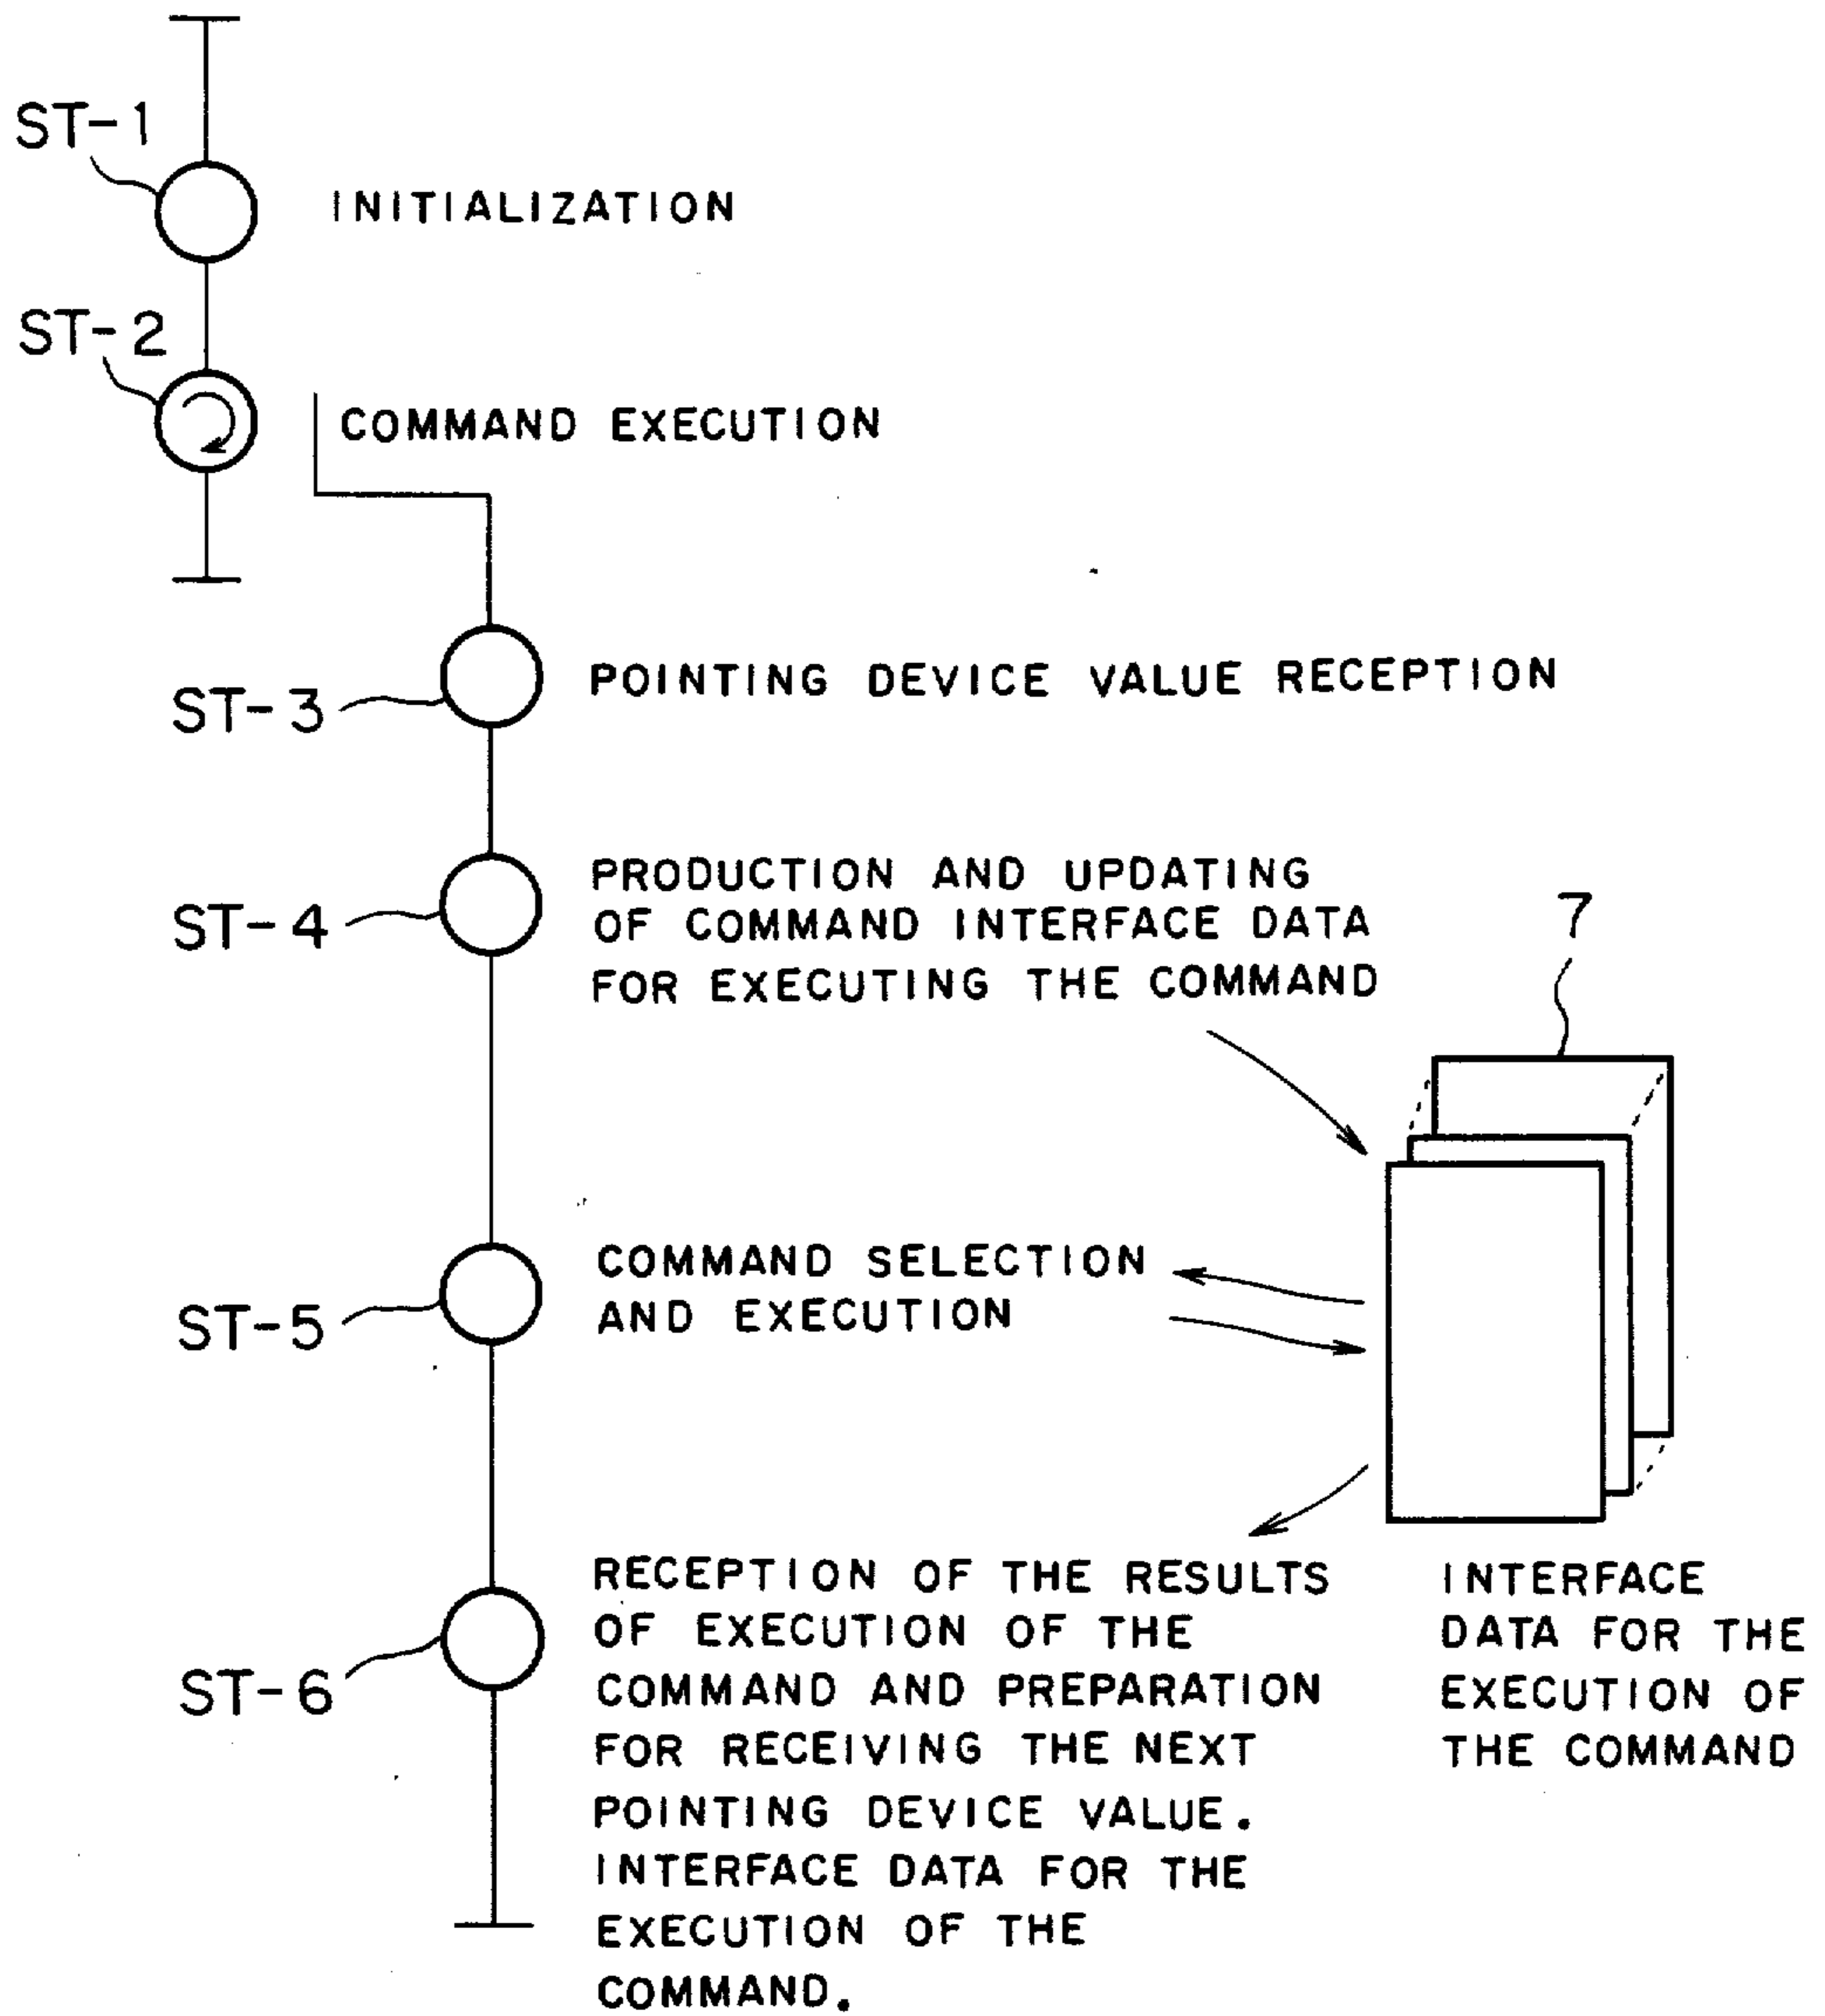 ST-1
INITIALIZATION
ST-2
COMMAND EXECUTION
ST-3
POINTING DEVICE VALUE RECEPTION
ST-4
PRODUCTION AND UPDATING
OF COMMAND INTERFACE DATA
FOR EXECUTING THE COMMAND
7
ST-5
COMMAND SELECTION
AND EXECUTION
ST-6
RECEPTION OF THE RESULTS
OF EXECUTION OF THE
COMMAND AND PREPARATION
FOR RECEIVING THE NEXT
POINTING DEVICE VALUE.
INTERFACE DATA FOR THE
EXECUTION OF THE
COMMAND.
INTERFACE
DATA FOR THE
EXECUTION OF
THE COMMAND